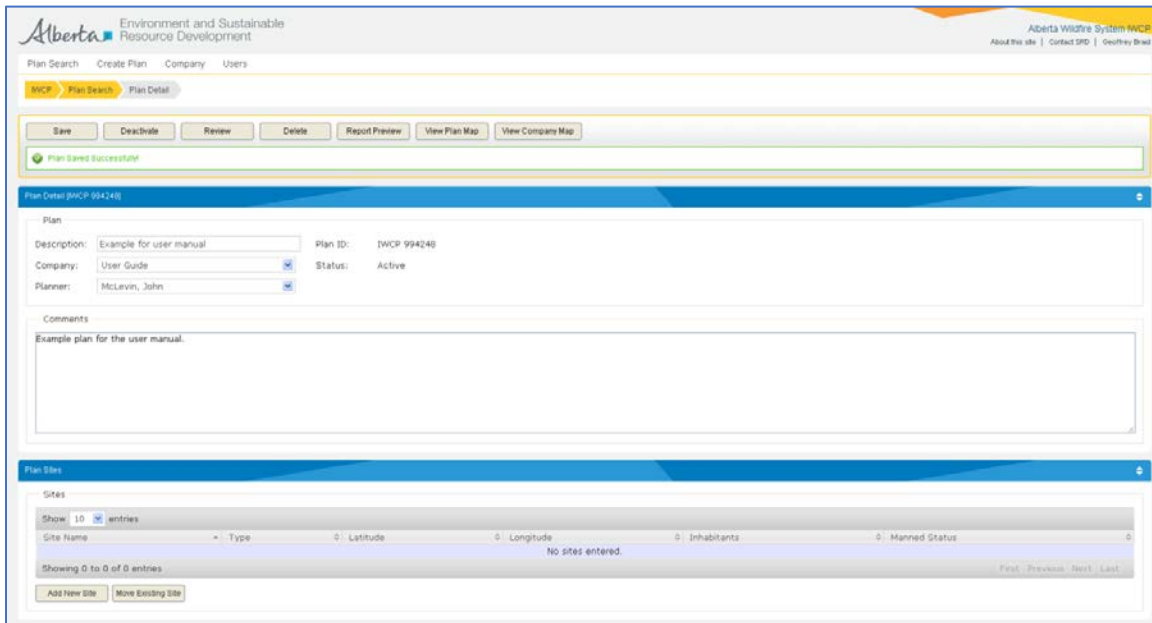 Alberta Environment and Sustainable
Resource Development
Alberta Wildfire System IWCP
About this site | Contact SRD | Geoffrey Braid
Plan Search Create Plan Company Users
IWCP Plan Search Plan Detail
Save Deactivate Review Delete Report Preview View Plan Map View Company Map
Plan Saved Successfully!
Plan Detail [IWCP 994248]
Plan
Description: Example for user manual Plan ID: IWCP 994248
Company: User Guide Status: Active
Planner: McLevin, John
Comments
Example plan for the user manual.
Plan Sites
Sites
Show 10 entries
Site Name Type Latitude Longitude Inhabitants Manned Status
No sites entered.
Showing 0 to 0 of 0 entries First Previous Next Last
Add New Site Move Existing Site